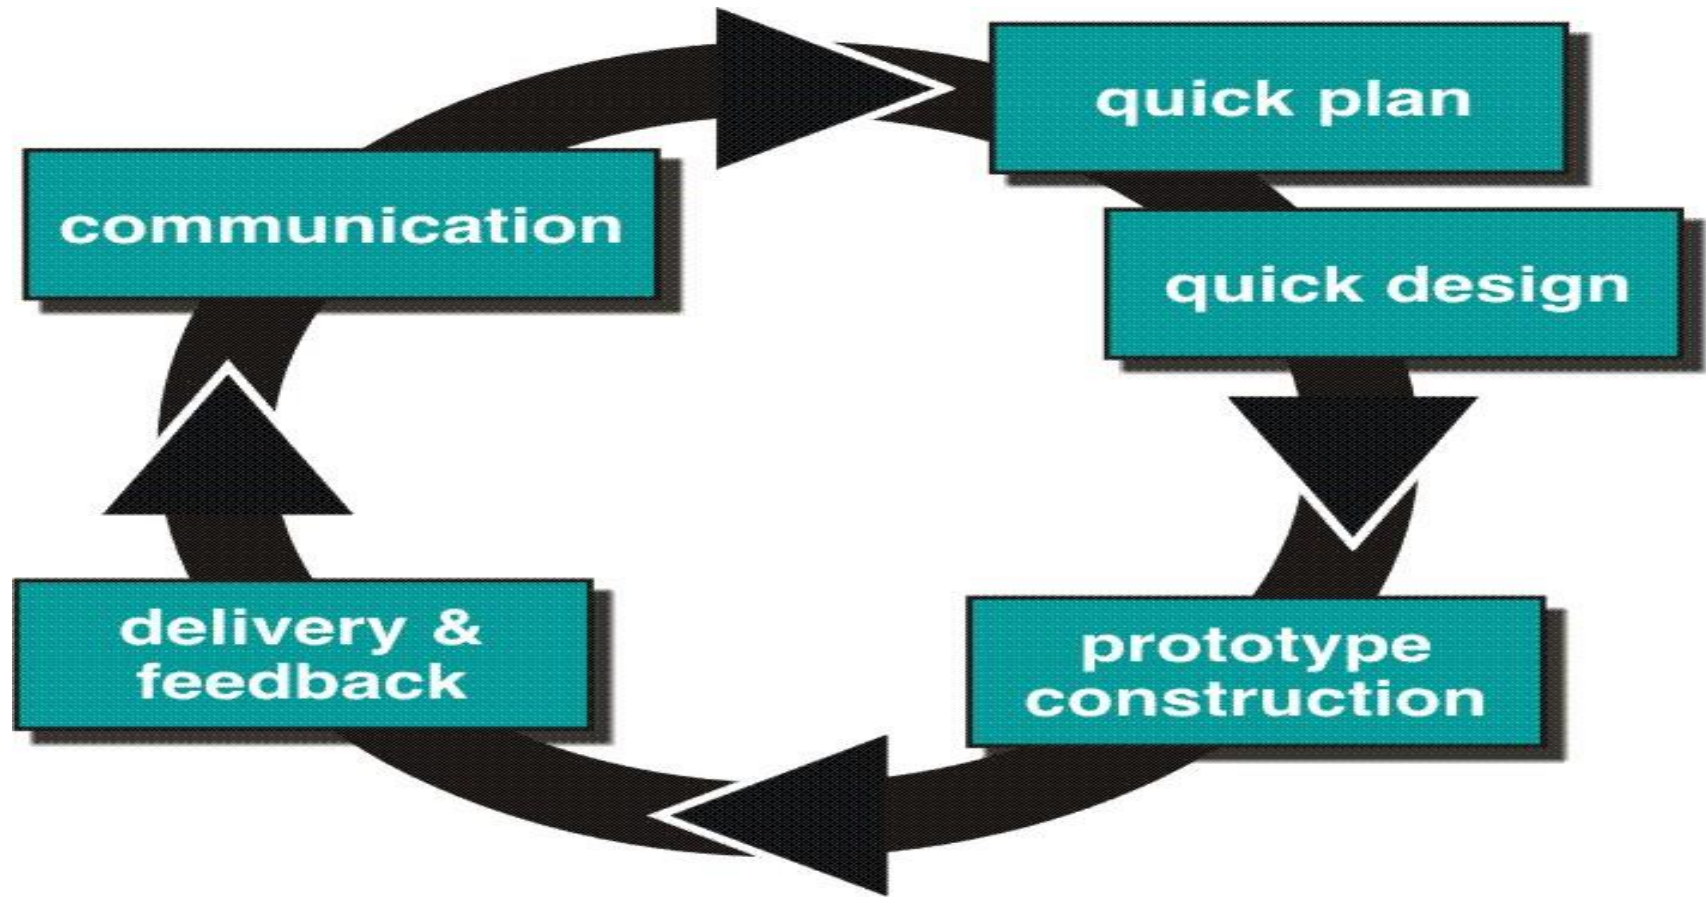 communication
quick plan
quick design
prototype
construction
delivery &
feedback